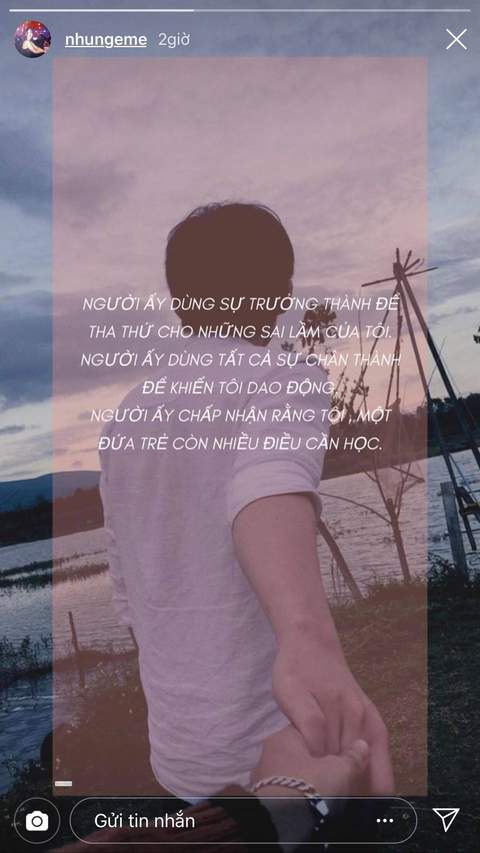 nhungeme 2giờ
NGƯỜI ẤY DÙNG SỰ TRƯỞNG THÀNH ĐỂ
THA THỨ CHO NHỮNG SAI LẦM CỦA TÔI.
NGƯỜI ẤY DÙNG TẤT CẢ SỰ CHÂN THÀNH
ĐỂ KHIẾN TÔI DAO ĐỘNG.
NGƯỜI ẤY CHẤP NHẬN RẰNG TÔI , MỘT
ĐỨA TRẺ CÒN NHIỀU ĐIỀU CẦN HỌC.
Gửi tin nhắn